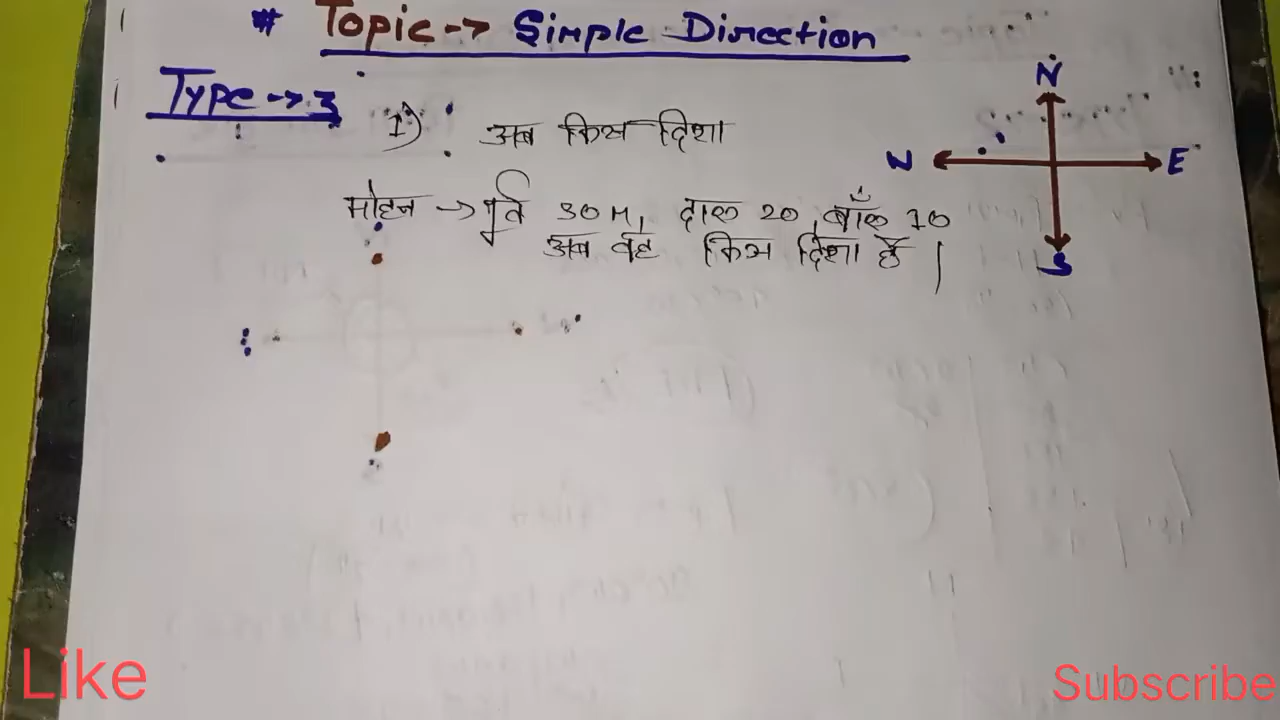 # Topic → Simple Direction
Type → 3
1) अब किस दिशा
मोहन → पूर्व 30 M, दाए 20, बाँए 10
अब वह किस दिशा में है |
N
W E
S
Like
Subscribe